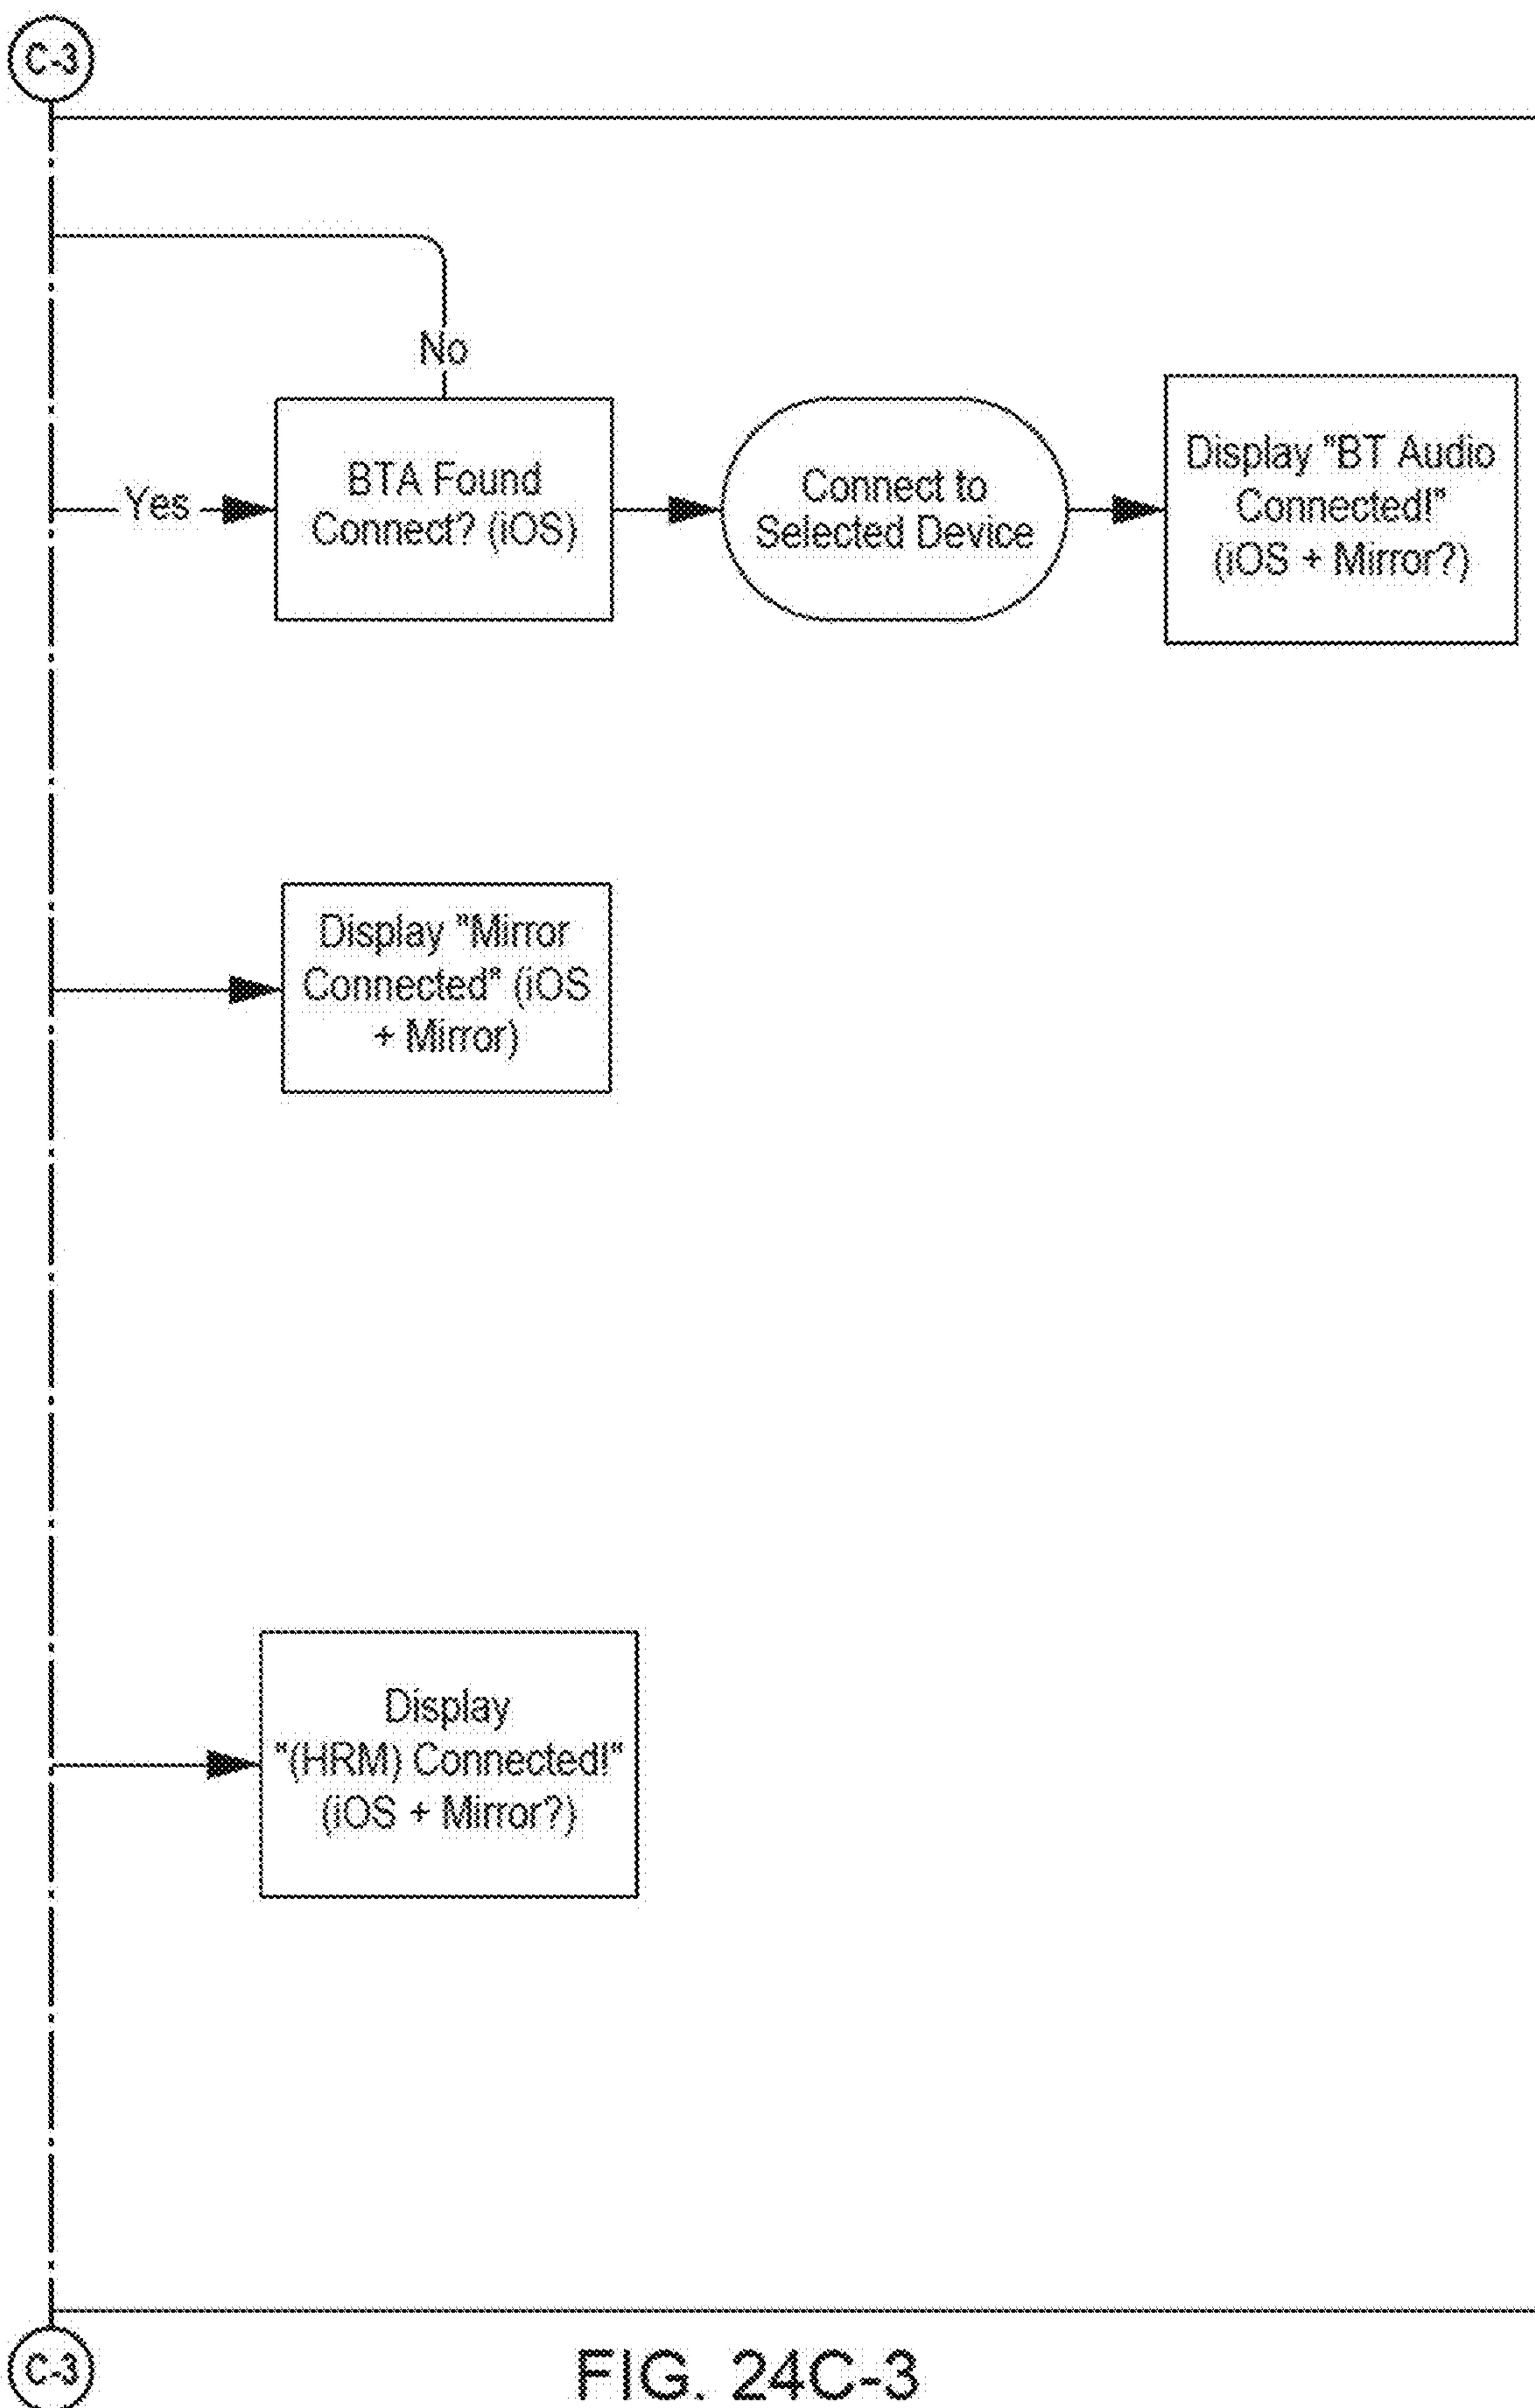 C-3
No
Yes
BTA Found
Connect? (iOS)
Connect to
Selected Device
Display "BT Audio
Connected!"
(iOS + Mirror?)
Display "Mirror
Connected" (iOS
+ Mirror)
Display
"(HRM) Connected!"
(iOS + Mirror?)
C-3
FIG. 24C-3